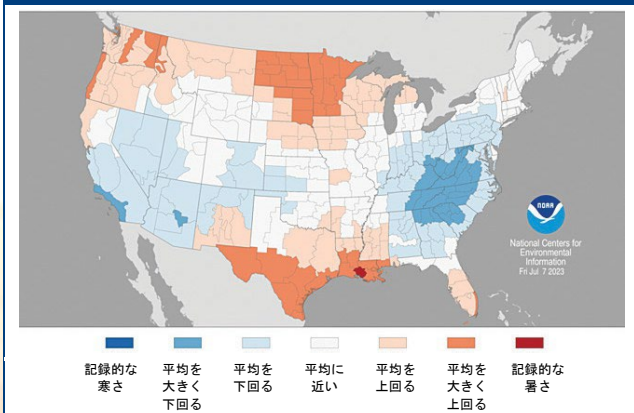 NOAA
National Centers for
Environmental
Information
Fri Jul 7 2023
記録的な
寒さ
平均を
大きく
下回る
平均を
下回る
平均に
近い
平均を
上回る
平均を
大きく
上回る
記録的な
暑さ